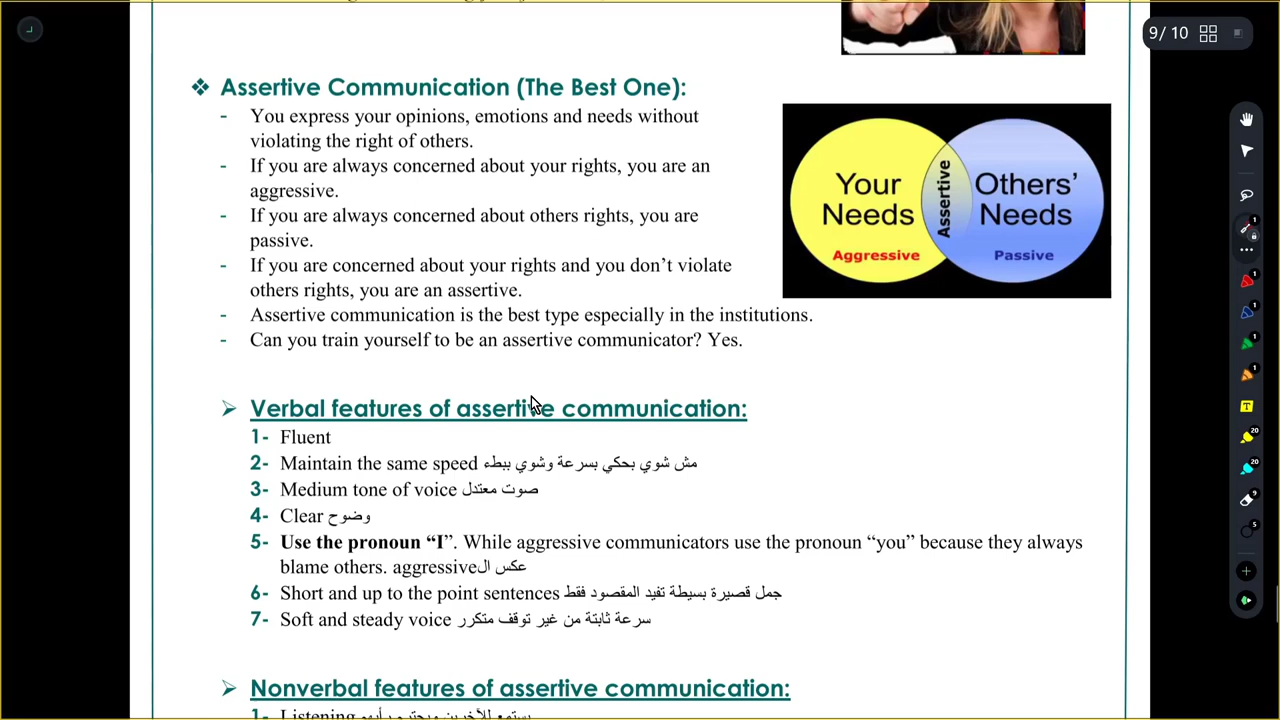 9/ 10
❖ Assertive Communication (The Best One):
- You express your opinions, emotions and needs without
violating the right of others.
- If you are always concerned about your rights, you are an
aggressive.
- If you are always concerned about others rights, you are
passive.
- If you are concerned about your rights and you don’t violate
others rights, you are an assertive.
- Assertive communication is the best type especially in the institutions.
- Can you train yourself to be an assertive communicator? Yes.
Your Needs
Aggressive
Assertive
Others’ Needs
Passive
➢ Verbal features of assertive communication:
1- Fluent
2- Maintain the same speed مش شوي بحكي بسرعة وشوي ببطء
3- Medium tone of voice صوت معتدل
4- Clear وضوح
5- Use the pronoun “I”. While aggressive communicators use the pronoun “you” because they always
blame others. aggressiveعكس ال
6- Short and up to the point sentences جمل قصيرة بسيطة تفيد المقصود فقط
7- Soft and steady voice سرعة ثابتة من غير توقف متكرر
➢ Nonverbal features of assertive communication:
1- Listening يستمع للآخرين ويحترم رأيهم